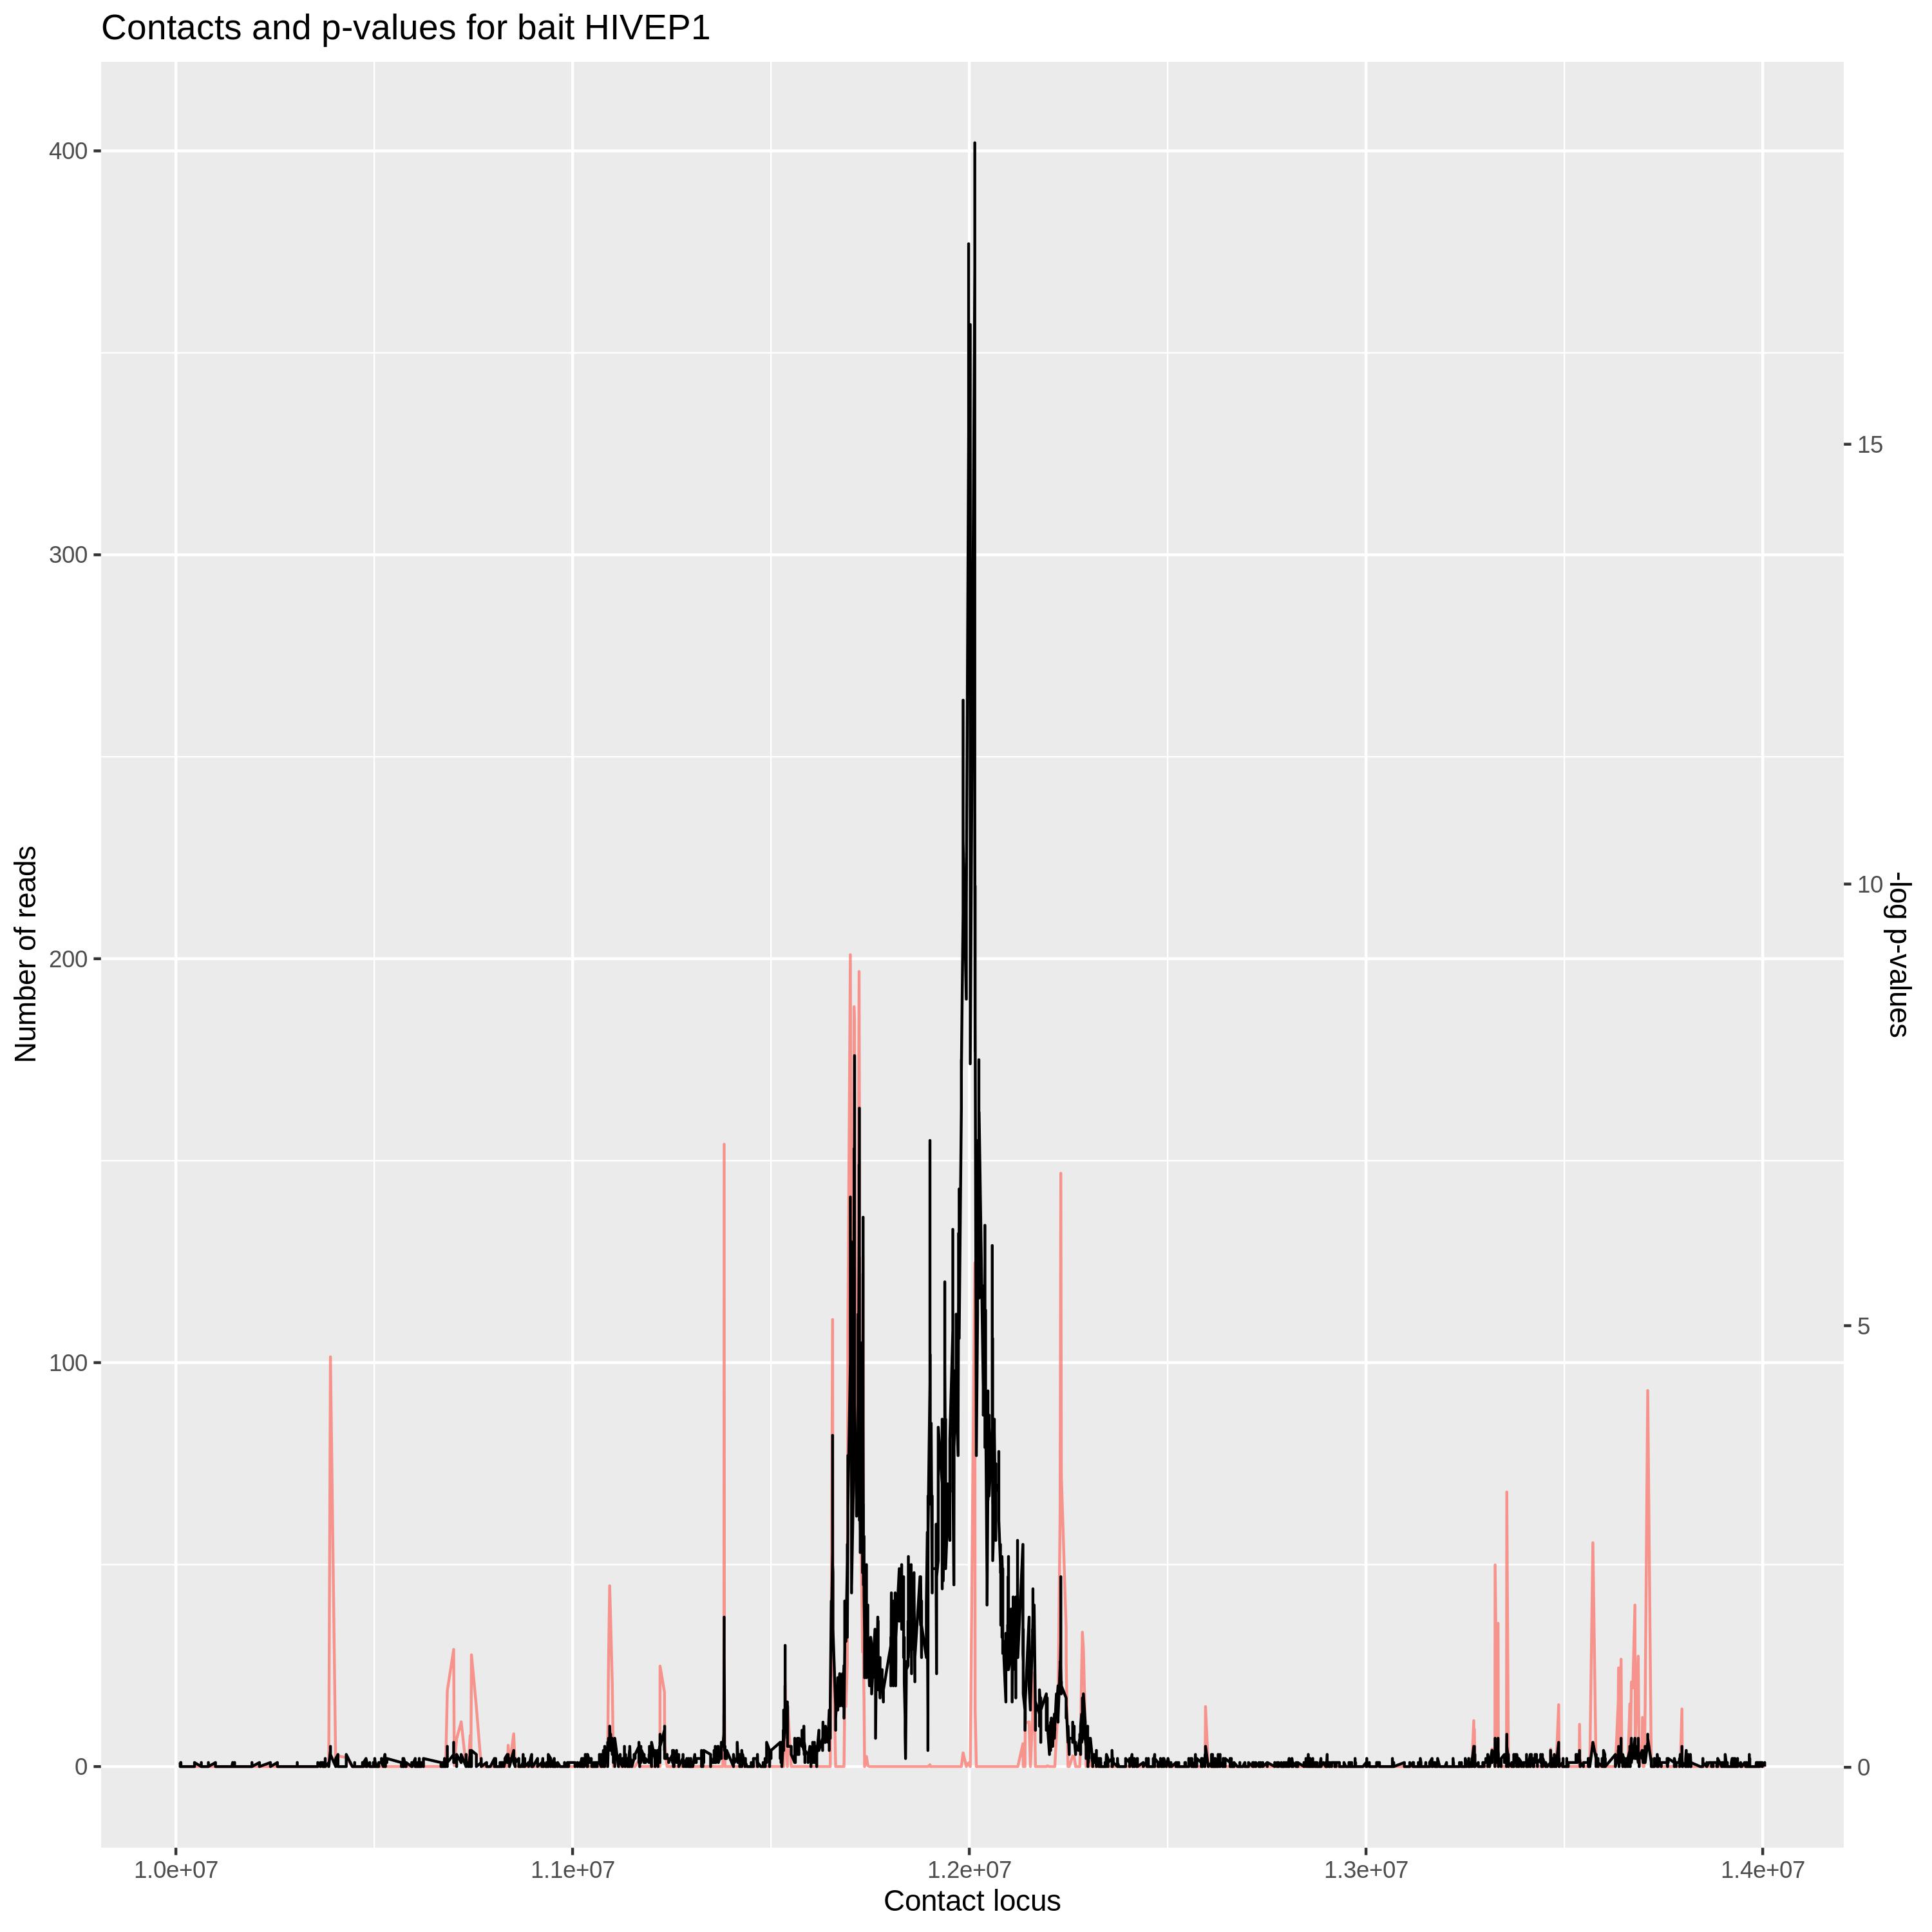 Contacts and p-values for bait HIVEP1
400
300
200
100
0
Number of reads
15
10
5
0
-log p-values
1.0e+07 1.1e+07 1.2e+07 1.3e+07 1.4e+07
Contact locus